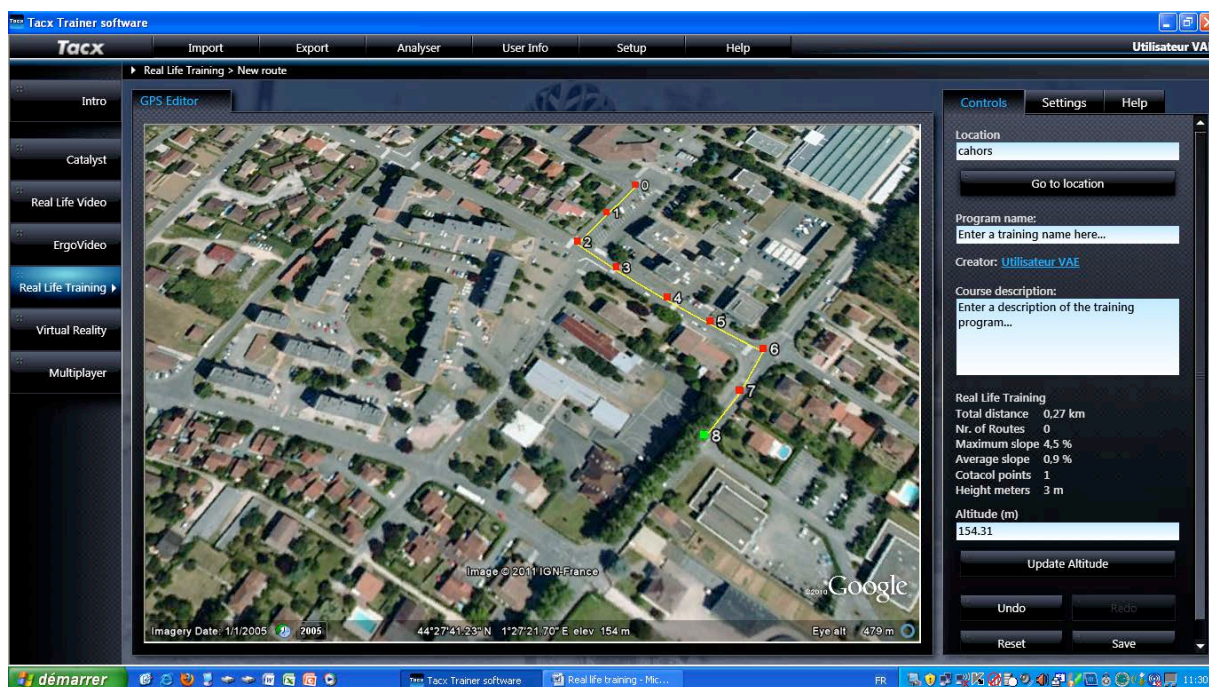 Tacx Trainer software
Tacx Import Export Analyser User Info Setup Help Utilisateur VA
Real Life Training > New route
Intro
Catalyst
Real Life Video
ErgoVideo
Real Life Training
Virtual Reality
Multiplayer
GPS Editor
0
1
2
3
4
5
6
7
8
Image © 2011 IGN-France
©2010 Google
Imagery Date: 1/1/2005 2005 44°27'41.23" N 1°27'21.70" E elev 154 m Eye alt 479 m
Controls Settings Help
Location
cahors
Go to location
Program name:
Enter a training name here...
Creator: Utilisateur VAE
Course description:
Enter a description of the training
program...
Real Life Training
Total distance 0,27 km
Nr. of Routes 0
Maximum slope 4,5 %
Average slope 0,9 %
Cotacol points 1
Height meters 3 m
Altitude (m)
154.31
Update Altitude
Undo Redo
Reset Save
démarrer Tacx Trainer software Real life training - Mic... FR 11:30